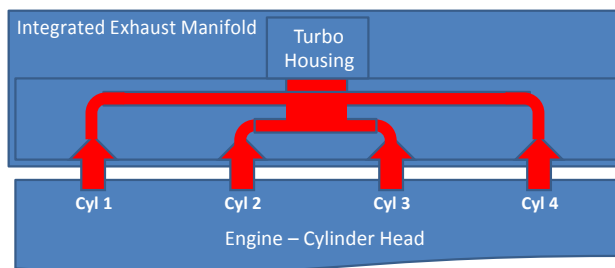 Integrated Exhaust Manifold
Turbo
Housing
Cyl 1
Cyl 2
Cyl 3
Cyl 4
Engine – Cylinder Head